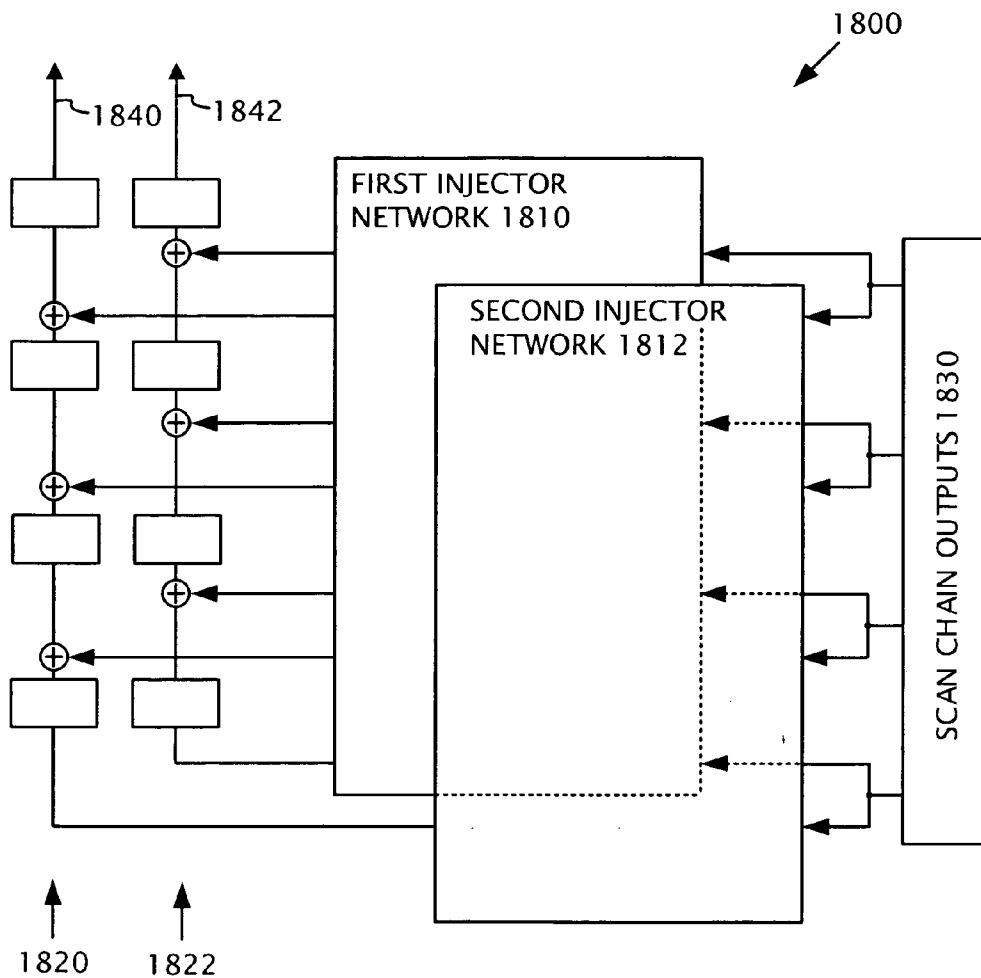 1800
1840
1842
FIRST INJECTOR
NETWORK 1810
SECOND INJECTOR
NETWORK 1812
SCAN CHAIN OUTPUTS 1830
1820
1822